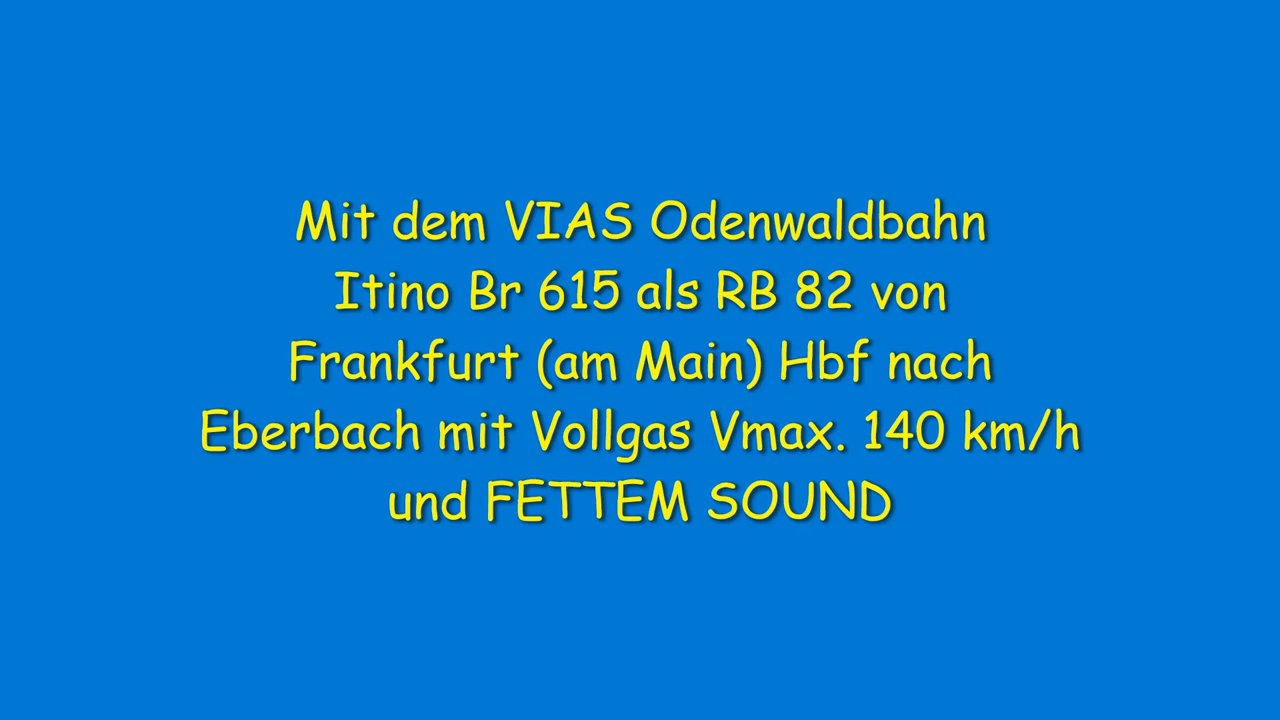 Mit dem VIAS Odenwaldbahn
Itino Br 615 als RB 82 von
Frankfurt (am Main) Hbf nach
Eberbach mit Vollgas Vmax. 140 km/h
und FETTEM SOUND